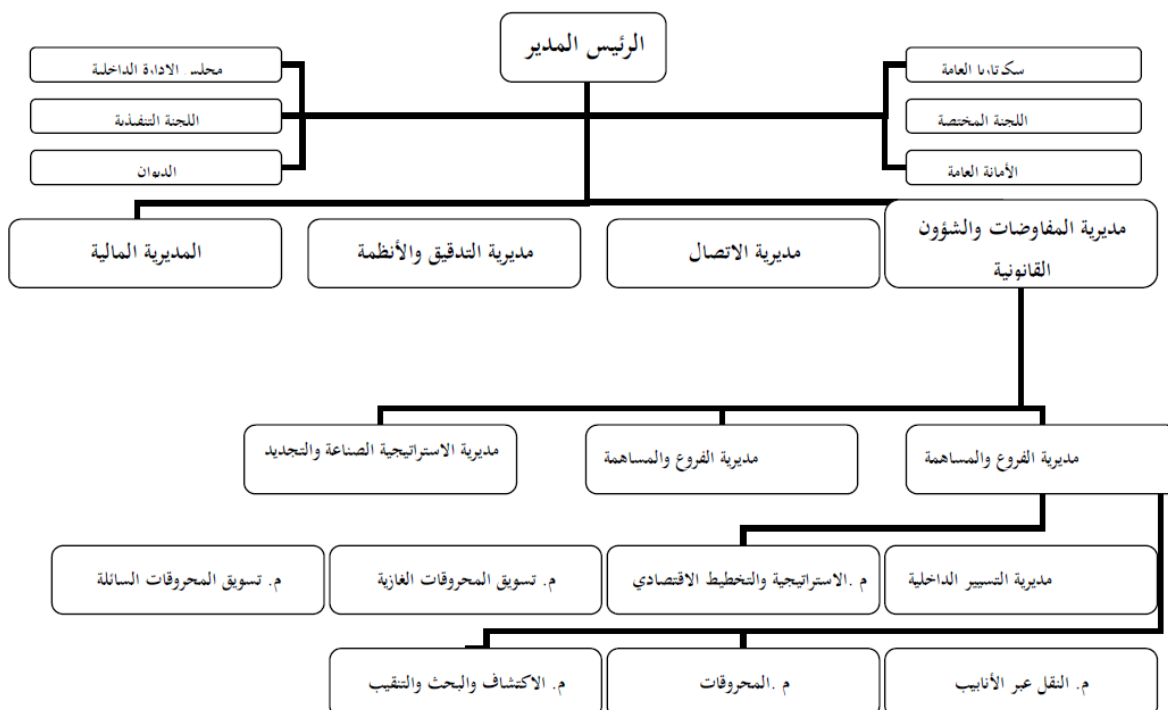 الرئيس المدير
سكرتاريا العامة
مجلس الادارة الداخلية
اللجنة المختصة
اللجنة التنفيذية
الأمانة العامة
الديوان
مديرية المفاوضات والشؤون
القانونية
مديرية الاتصال
مديرية التدقيق والأنظمة
المديرية المالية
مديرية الفروع والمساهمة
مديرية الفروع والمساهمة
مديرية الاستراتيجية الصناعة والتجديد
مديرية التسيير الداخلية
م .الاستراتيجية والتخطيط الاقتصادي
م. تسويق المحروقات الغازية
م. تسويق المحروقات السائلة
م. النقل عبر الأنابيب
م .المحروقات
م. الاكتشاف والبحث والتنقيب